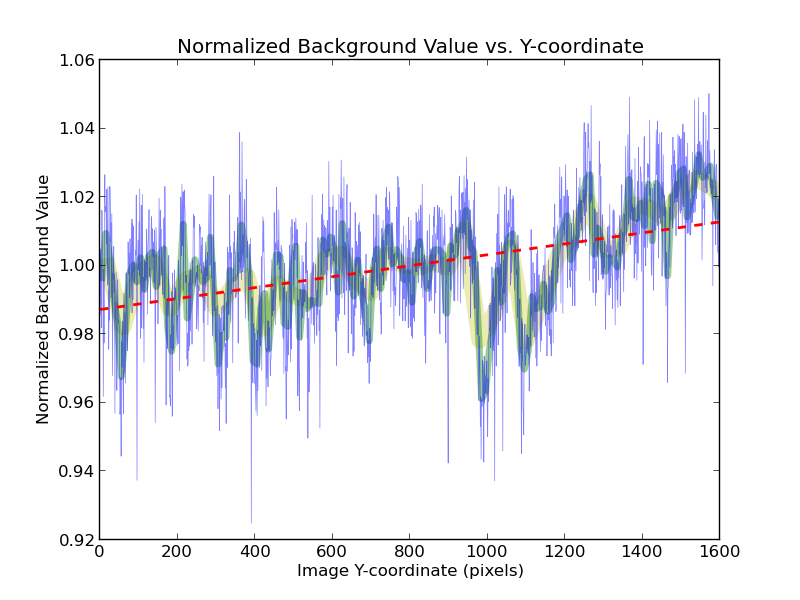 Normalized Background Value vs. Y-coordinate
1.06
1.04
1.02
1.00
0.98
0.96
0.94
0.92
Normalized Background Value
0 200 400 600 800 1000 1200 1400 1600
Image Y-coordinate (pixels)